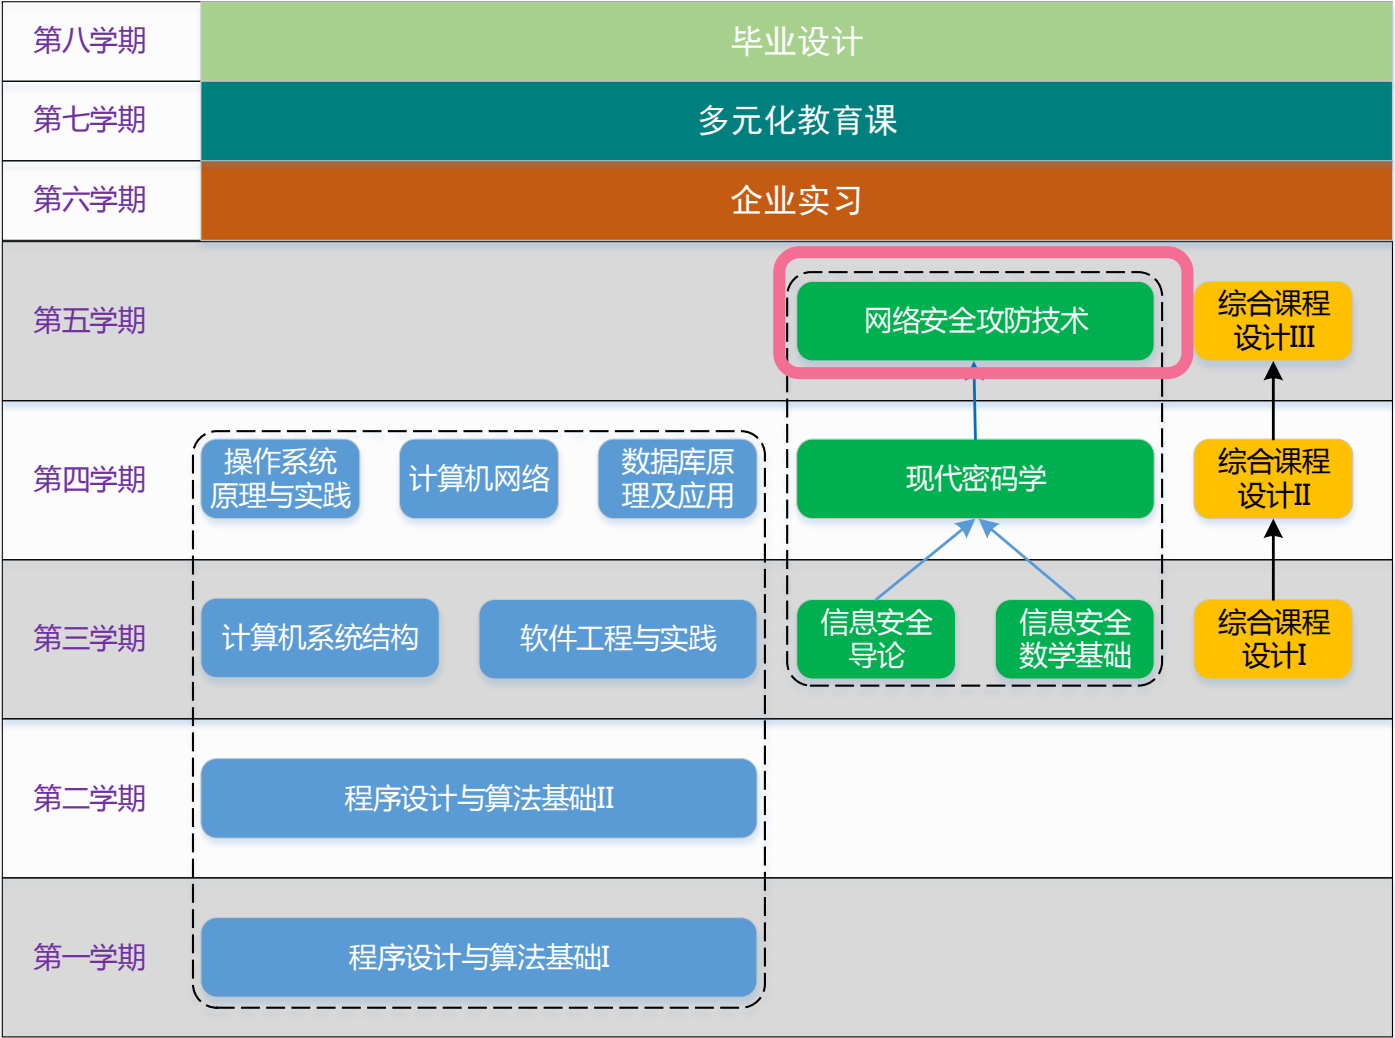 第八学期
毕业设计
第七学期
多元化教育课
第六学期
企业实习
第五学期
网络安全攻防技术
综合课程
设计III
第四学期
操作系统
原理与实践
计算机网络
数据库原
理及应用
现代密码学
综合课程
设计II
第三学期
计算机系统结构
软件工程与实践
信息安全
导论
信息安全
数学基础
综合课程
设计I
第二学期
程序设计与算法基础II
第一学期
程序设计与算法基础I